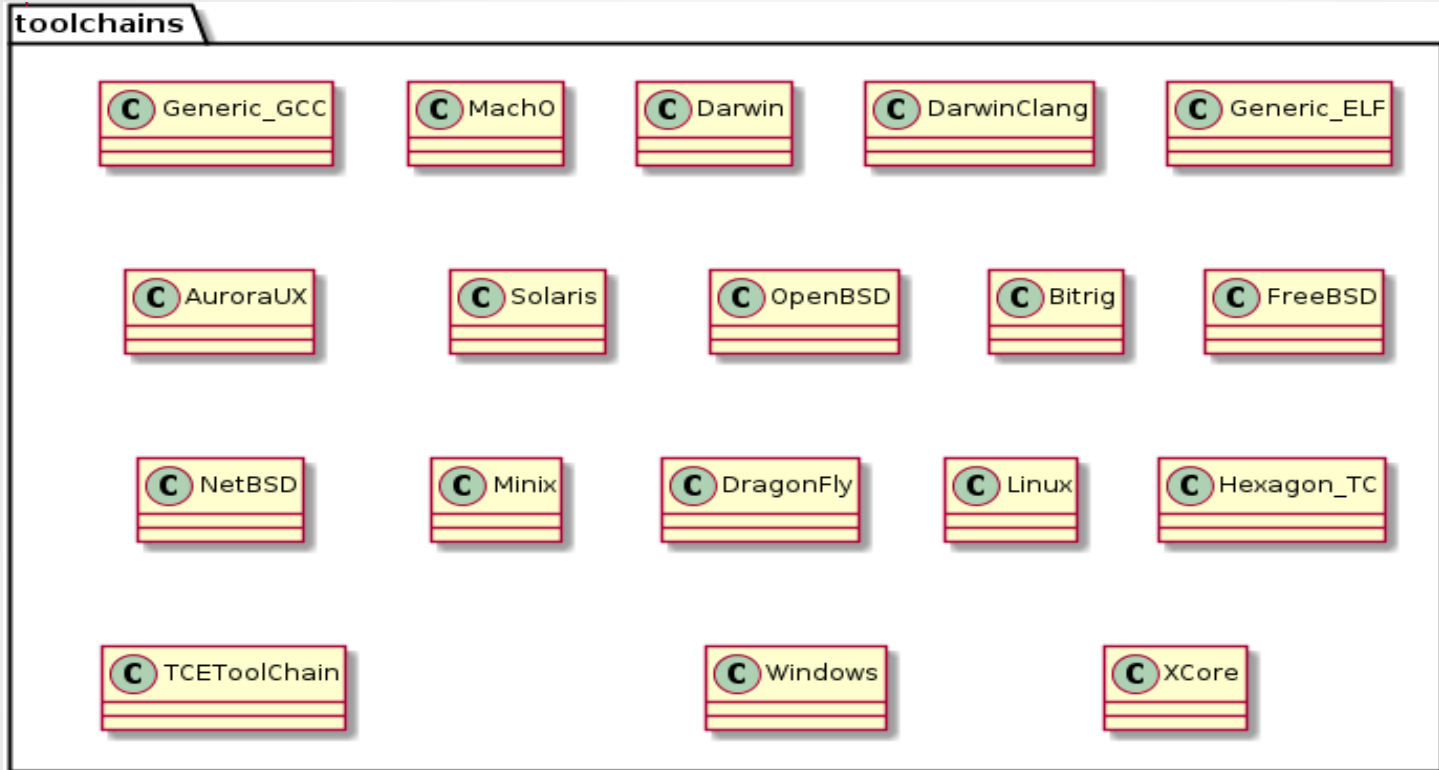 toolchains
C Generic_GCC C MachO C Darwin C DarwinClang C Generic_ELF
C AuroraUX C Solaris C OpenBSD C Bitrig C FreeBSD
C NetBSD C Minix C DragonFly C Linux C Hexagon_TC
C TCEToolChain C Windows C XCore